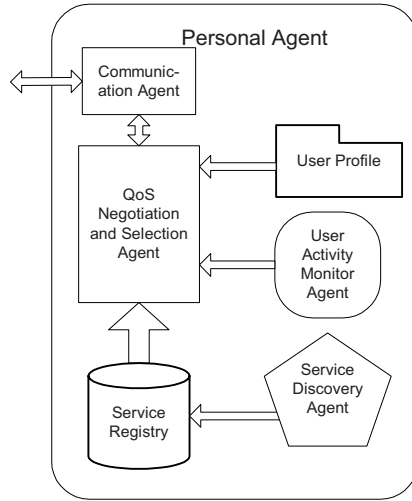 Personal Agent
Communic-
ation Agent
QoS
Negotiation
and Selection
Agent
User Profile
User
Activity
Monitor
Agent
Service
Registry
Service
Discovery
Agent